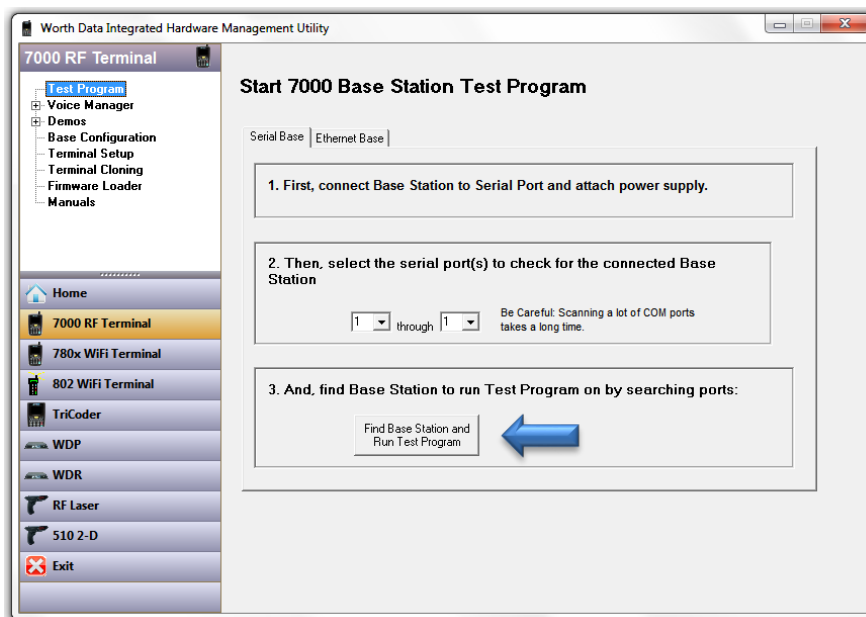 Worth Data Integrated Hardware Management Utility
7000 RF Terminal
Test Program
Voice Manager
Demos
Base Configuration
Terminal Setup
Terminal Cloning
Firmware Loader
Manuals
Home
7000 RF Terminal
780x WiFi Terminal
802 WiFi Terminal
TriCoder
WDP
WDR
RF Laser
510 2-D
Exit
Start 7000 Base Station Test Program
Serial Base
Ethernet Base
1. First, connect Base Station to Serial Port and attach power supply.
2. Then, select the serial port(s) to check for the connected Base
Station
1 through 1
Be Careful: Scanning a lot of COM ports
takes a long time.
3. And, find Base Station to run Test Program on by searching ports:
Find Base Station and
Run Test Program